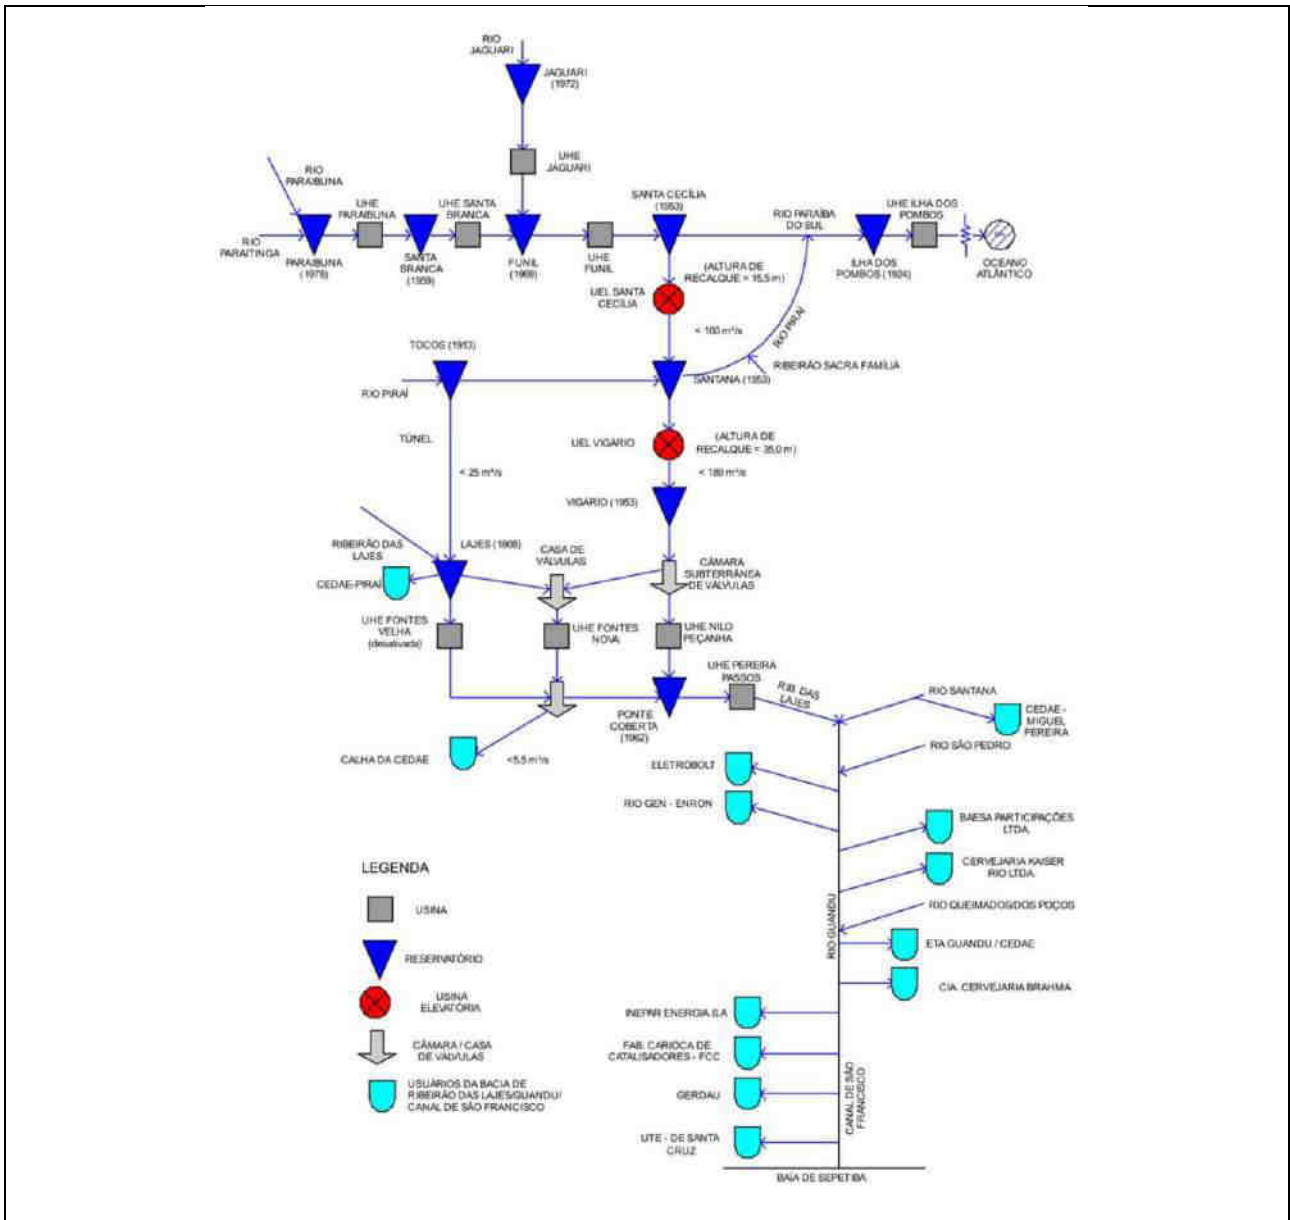 RIO
JAGUARI
JAGUARI
(1972)
UHE
JAGUARI
RIO
PARAIBUNA
UHE
PARAIBUNA
UHE SANTA
BRANCA
SANTA CECÍLIA
(1953)
RIO PARAÍBA
DO SUL
UHE ILHA DOS
POMBOS
RIO
PARAITINGA
PARAIBUNA
(1978)
SANTA
BRANCA
(1959)
FUNIL
(1969)
UHE
FUNIL
ILHA DOS
POMBOS (1924)
OCEANO
ATLÂNTICO
(ALTURA DE
RECALQUE = 15,5 m)
UEL SANTA
CECÍLIA
< 160 m³/s
RIO PIRAÍ
RIBEIRÃO SACRA FAMÍLIA
TOCOS (1913)
RIO PIRAÍ
SANTANA (1953)
TÚNEL
UEL VIGÁRIO
(ALTURA DE
RECALQUE = 35,0 m)
< 25 m³/s
< 189 m³/s
VIGÁRIO (1953)
RIBEIRÃO DAS
LAJES
LAJES (1908)
CASA DE
VÁLVULAS
CÂMARA
SUBTERRÂNEA
DE VÁLVULAS
CEDAE-PIRAÍ
UHE FONTES
VELHA
(desativada)
UHE FONTES
NOVA
UHE NILO
PEÇANHA
UHE PEREIRA
PASSOS
RIB. DAS
LAJES
RIO SANTANA
CEDAE -
MIGUEL
PEREIRA
PONTE
COBERTA
(1962)
CALHA DA CEDAE
<5,5 m³/s
RIO SÃO PEDRO
ELETROBOLT
RIO GEN - ENRON
BAESA PARTICIPAÇÕES
LTDA.
CERVEJARIA KAISER
RIO LTDA.
RIO QUEIMADOS/DOS POÇOS
RIO GUANDU
ETA GUANDU / CEDAE
CIA. CERVEJARIA BRAHMA
INEPAR ENERGIA S.A
FAB. CARIOCA DE
CATALISADORES - FCC
GERDAU
UTE - DE SANTA
CRUZ
CANAL DE SÃO
FRANCISCO
BAÍA DE SEPETIBA
LEGENDA
USINA
RESERVATÓRIO
USINA
ELEVATÓRIA
CÂMARA / CASA
DE VÁLVULAS
USUÁRIOS DA BACIA DE
RIBEIRÃO DAS LAJES/GUANDU/
CANAL DE SÃO FRANCISCO